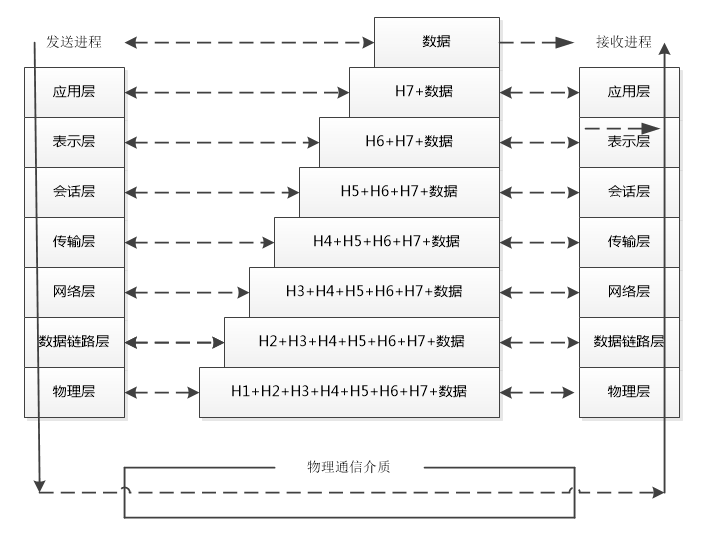 发送进程
数据
接收进程
应用层
H7+数据
应用层
表示层
H6+H7+数据
表示层
会话层
H5+H6+H7+数据
会话层
传输层
H4+H5+H6+H7+数据
传输层
网络层
H3+H4+H5+H6+H7+数据
网络层
数据链路层
H2+H3+H4+H5+H6+H7+数据
数据链路层
物理层
H1+H2+H3+H4+H5+H6+H7+数据
物理层
物理通信介质